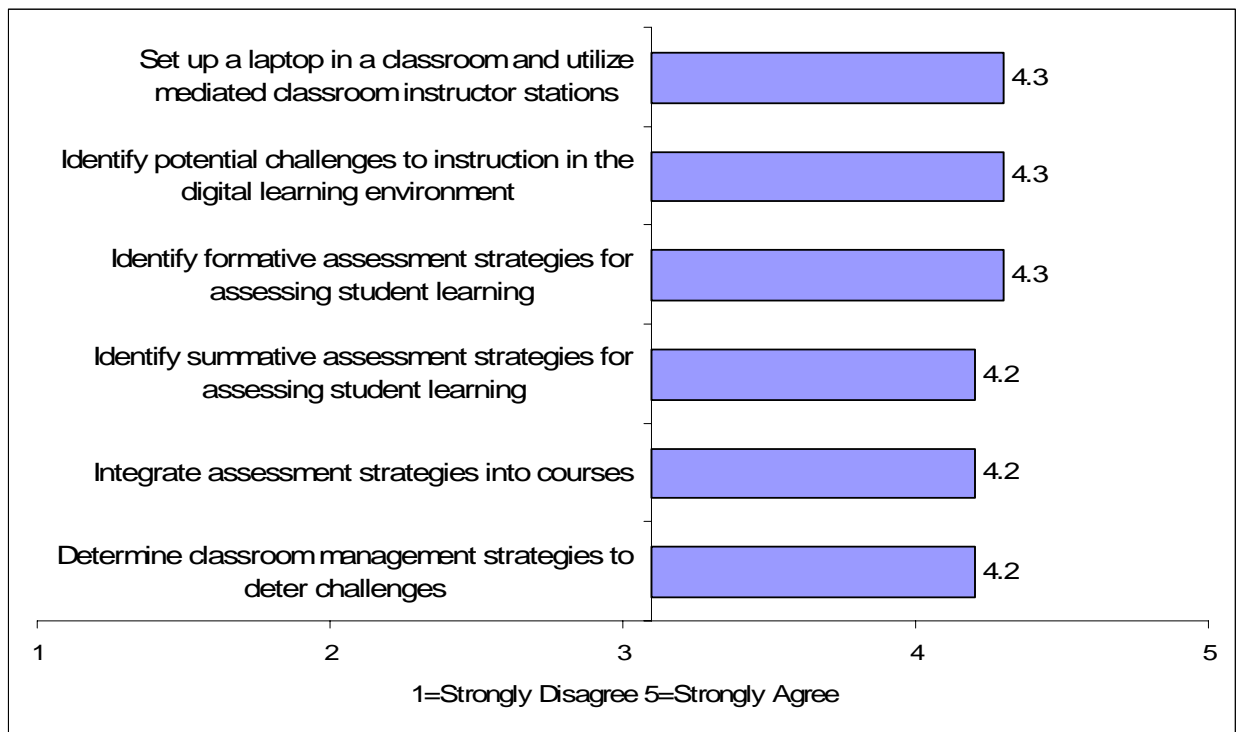 Set up a laptop in a classroom and utilize
mediated classroom instructor stations
4.3
Identify potential challenges to instruction in the
digital learning environment
4.3
Identify formative assessment strategies for
assessing student learning
4.3
Identify summative assessment strategies for
assessing student learning
4.2
Integrate assessment strategies into courses
4.2
Determine classroom management strategies to
deter challenges
4.2
1 2 3 4 5
1=Strongly Disagree 5=Strongly Agree